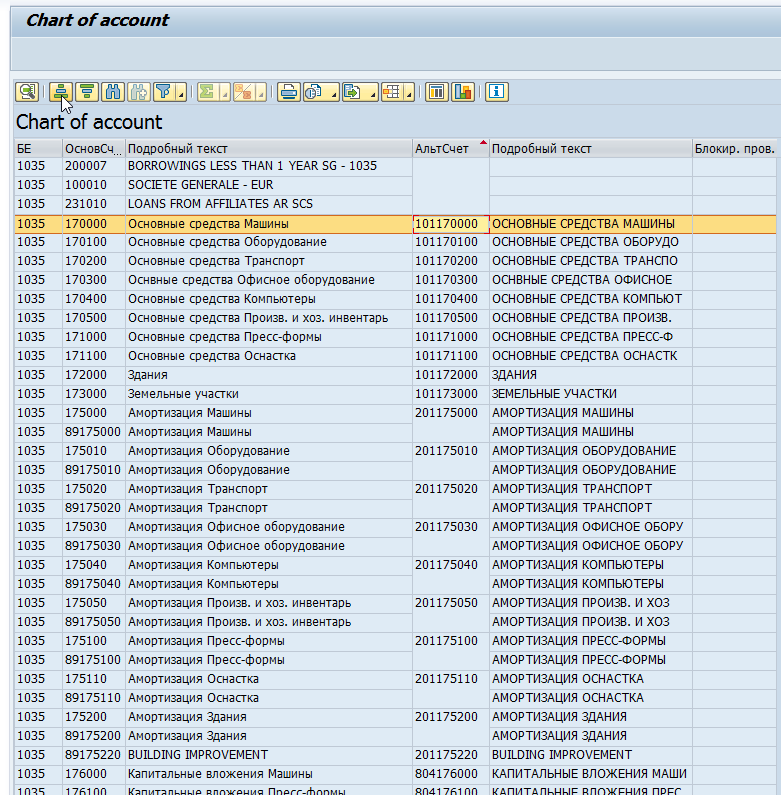 Chart of account
Chart of account
БЕ ОсновСч... Подробный текст АльтСчет Подробный текст Блокир. пров.
1035 200007 BORROWINGS LESS THAN 1 YEAR SG - 1035
1035 100010 SOCIETE GENERALE - EUR
1035 231010 LOANS FROM AFFILIATES AR SCS
1035 170000 Основные средства Машины 101170000 ОСНОВНЫЕ СРЕДСТВА МАШИНЫ
1035 170100 Основные средства Оборудование 101170100 ОСНОВНЫЕ СРЕДСТВА ОБОРУДО
1035 170200 Основные средства Транспорт 101170200 ОСНОВНЫЕ СРЕДСТВА ТРАНСПО
1035 170300 Оснвные средства Офисное оборудование 101170300 ОСНВНЫЕ СРЕДСТВА ОФИСНОЕ
1035 170400 Основные средства Компьютеры 101170400 ОСНОВНЫЕ СРЕДСТВА КОМПЬЮТ
1035 170500 Основные средства Произв. и хоз. инвентарь 101170500 ОСНОВНЫЕ СРЕДСТВА ПРОИЗВ.
1035 171000 Основные средства Пресс-формы 101171000 ОСНОВНЫЕ СРЕДСТВА ПРЕСС-Ф
1035 171100 Основные средства Оснастка 101171100 ОСНОВНЫЕ СРЕДСТВА ОСНАСТК
1035 172000 Здания 101172000 ЗДАНИЯ
1035 173000 Земельные участки 101173000 ЗЕМЕЛЬНЫЕ УЧАСТКИ
1035 175000 Амортизация Машины 201175000 АМОРТИЗАЦИЯ МАШИНЫ
1035 89175000 Амортизация Машины АМОРТИЗАЦИЯ МАШИНЫ
1035 175010 Амортизация Оборудование 201175010 АМОРТИЗАЦИЯ ОБОРУДОВАНИЕ
1035 89175010 Амортизация Оборудование АМОРТИЗАЦИЯ ОБОРУДОВАНИЕ
1035 175020 Амортизация Транспорт 201175020 АМОРТИЗАЦИЯ ТРАНСПОРТ
1035 89175020 Амортизация Транспорт АМОРТИЗАЦИЯ ТРАНСПОРТ
1035 175030 Амортизация Офисное оборудование 201175030 АМОРТИЗАЦИЯ ОФИСНОЕ ОБОРУ
1035 89175030 Амортизация Офисное оборудование АМОРТИЗАЦИЯ ОФИСНОЕ ОБОРУ
1035 175040 Амортизация Компьютеры 201175040 АМОРТИЗАЦИЯ КОМПЬЮТЕРЫ
1035 89175040 Амортизация Компьютеры АМОРТИЗАЦИЯ КОМПЬЮТЕРЫ
1035 175050 Амортизация Произв. и хоз. инвентарь 201175050 АМОРТИЗАЦИЯ ПРОИЗВ. И ХОЗ
1035 89175050 Амортизация Произв. и хоз. инвентарь АМОРТИЗАЦИЯ ПРОИЗВ. И ХОЗ
1035 175100 Амортизация Пресс-формы 201175100 АМОРТИЗАЦИЯ ПРЕСС-ФОРМЫ
1035 89175100 Амортизация Пресс-формы АМОРТИЗАЦИЯ ПРЕСС-ФОРМЫ
1035 175110 Амортизация Оснастка 201175110 АМОРТИЗАЦИЯ ОСНАСТКА
1035 89175110 Амортизация Оснастка АМОРТИЗАЦИЯ ОСНАСТКА
1035 175200 Амортизация Здания 201175200 АМОРТИЗАЦИЯ ЗДАНИЯ
1035 89175200 Амортизация Здания АМОРТИЗАЦИЯ ЗДАНИЯ
1035 89175220 BUILDING IMPROVEMENT 201175220 BUILDING IMPROVEMENT
1035 176000 Капитальные вложения Машины 804176000 КАПИТАЛЬНЫЕ ВЛОЖЕНИЯ МАШИ
1035 176100 Капитальные вложения Пресс-формы 804176100 КАПИТАЛЬНЫЕ ВЛОЖЕНИЯ ПРЕС